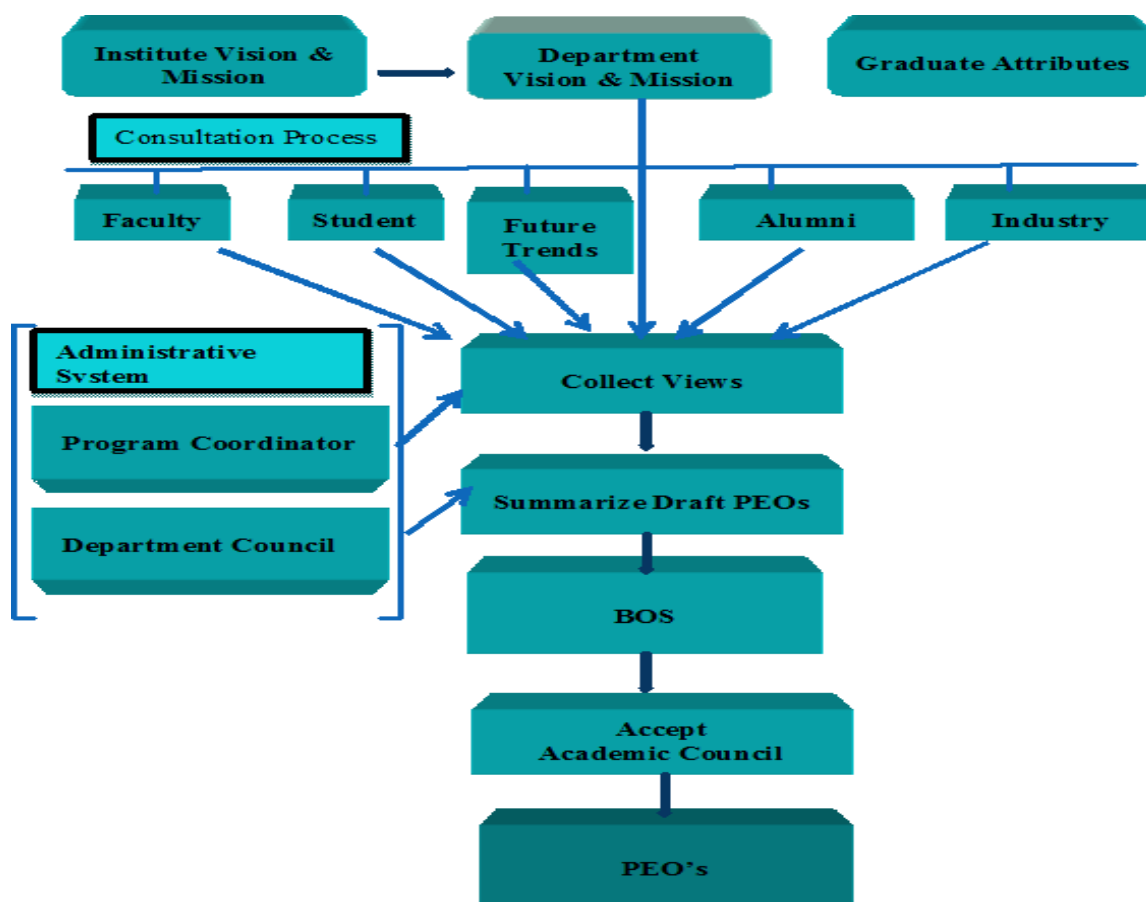 Institute Vision &
Mission
Department
Vision & Mission
Graduate Attributes
Consultation Process
Faculty
Student
Future
Trends
Alumni
Industry
Administrative
System
Collect Views
Program Coordinator
Summarize Draft PEOs
Department Council
BOS
Accept
Academic Council
PEO's